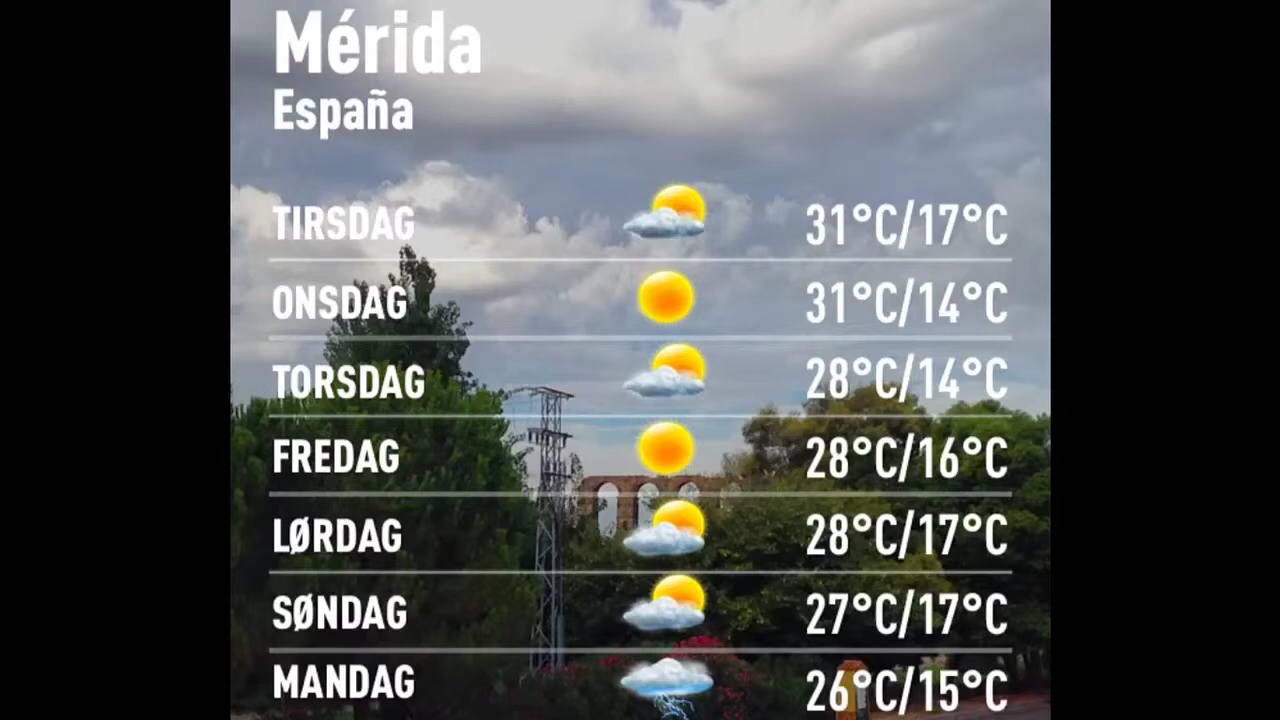 Mérida
España
TIRSDAG 31°C/17°C
ONSDAG 31°C/14°C
TORSDAG 28°C/14°C
FREDAG 28°C/16°C
LØRDAG 28°C/17°C
SØNDAG 27°C/17°C
MANDAG 26°C/15°C